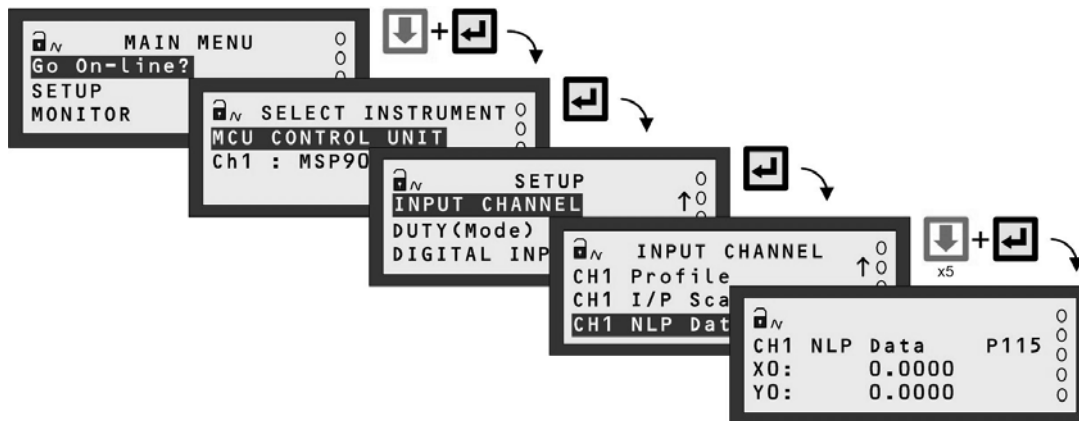 MAIN MENU
Go On-line?
SETUP
MONITOR
+
SELECT INSTRUMENT
MCU CONTROL UNIT
Ch1 : MSP90
SETUP
INPUT CHANNEL
DUTY(Mode)
DIGITAL INP
INPUT CHANNEL
CH1 Profile
CH1 I/P Sca
CH1 NLP Dat
+
x5
CH1 NLP Data P115
X0: 0.0000
Y0: 0.0000